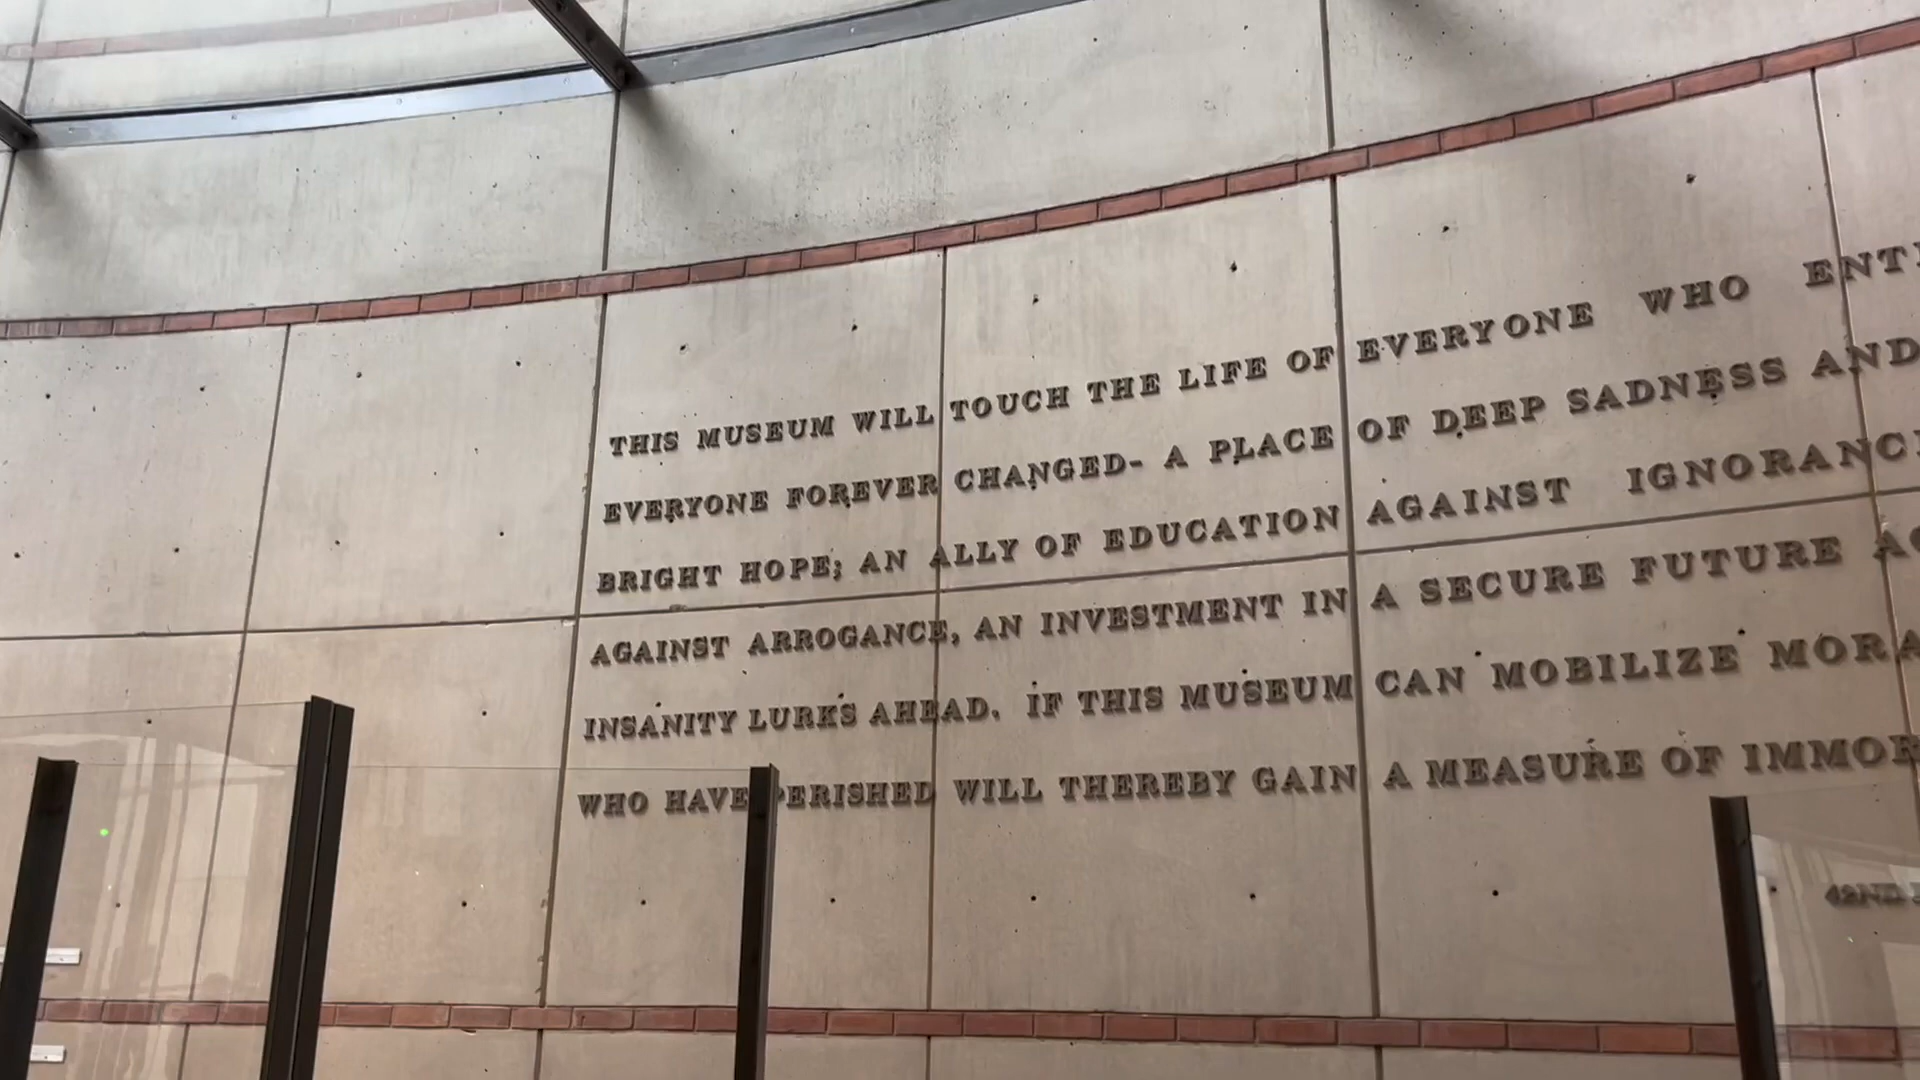 THIS MUSEUM WILL TOUCH THE LIFE OF EVERYONE WHO
EVERYONE FOREVER CHANGED- A PLACE OF DEEP SADNESS AND
BRIGHT HOPE; AN ALLY OF EDUCATION AGAINST
AGAINST ARROGANCE, AN INVESTMENT IN A SECURE FUTURE
INSANITY LURKS AHEAD. IF THIS MUSEUM CAN MOBILIZE
WHO HAVE PERISHED WILL THEREBY GAIN A MEASURE OF
42ND